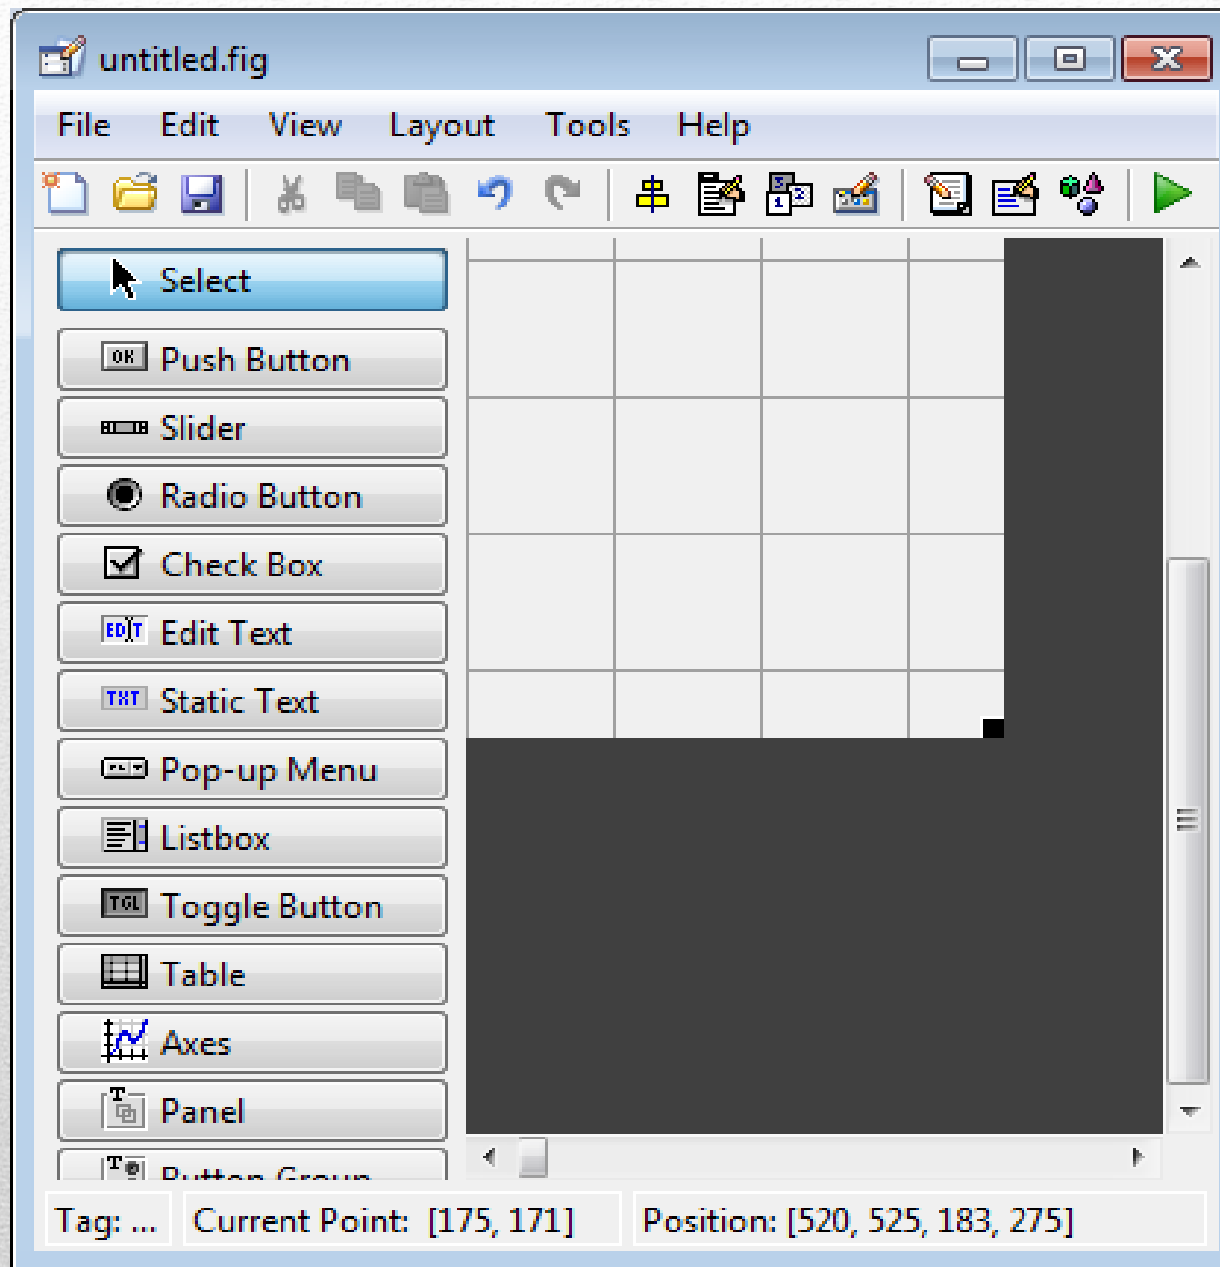 untitled.fig
File Edit View Layout Tools Help
Select
OK Push Button
Slider
Radio Button
Check Box
EDIT Edit Text
TXT Static Text
Pop-up Menu
Listbox
TGL Toggle Button
Table
Axes
T Panel
T Button Group
Tag: ... Current Point: [175, 171] Position: [520, 525, 183, 275]